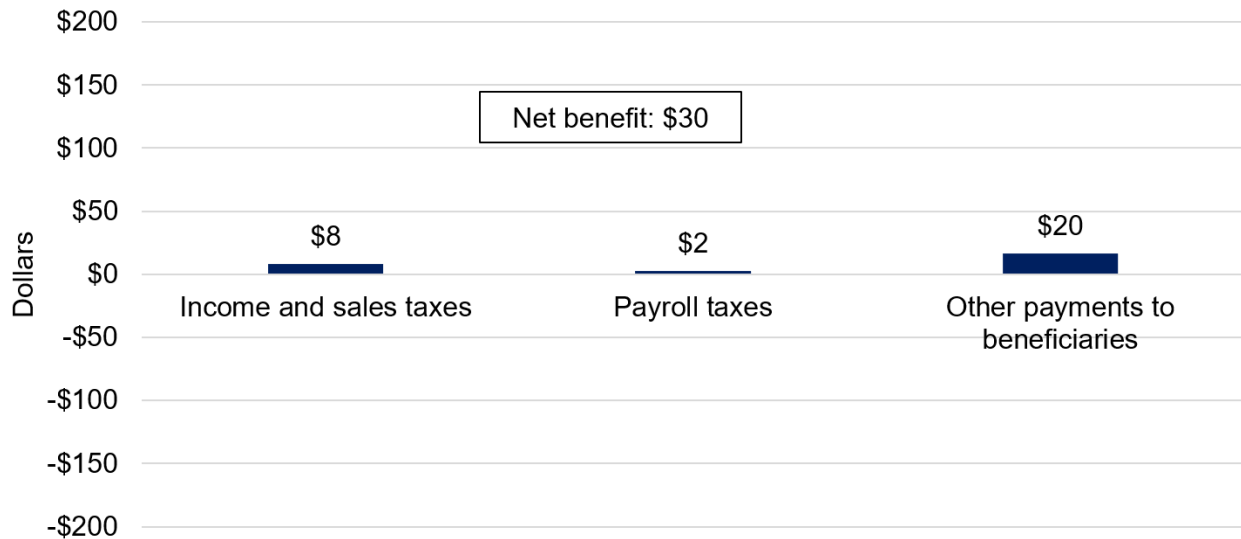 $200
$150
Net benefit: $30
$100
$50
$8
$2
$20
Dollars
$0
Income and sales taxes
Payroll taxes
Other payments to
beneficiaries
-$50
-$100
-$150
-$200